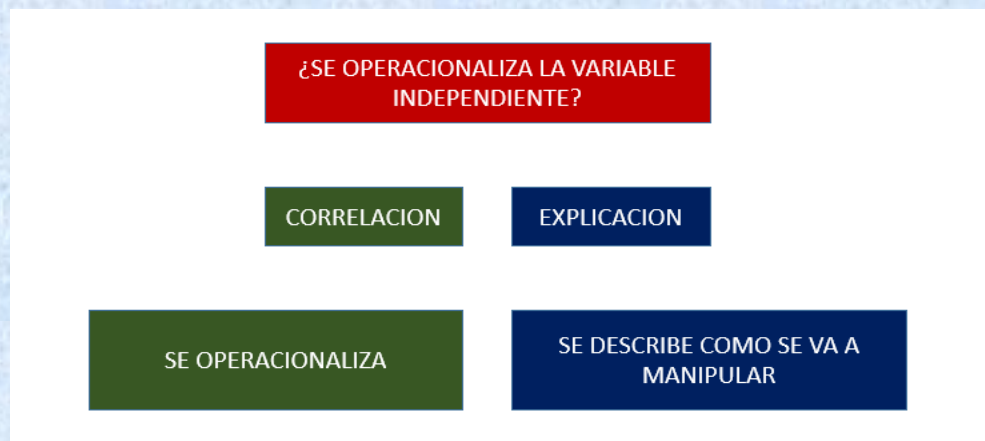 ¿SE OPERACIONALIZA LA VARIABLE
INDEPENDIENTE?
CORRELACION
EXPLICACION
SE OPERACIONALIZA
SE DESCRIBE COMO SE VA A
MANIPULAR